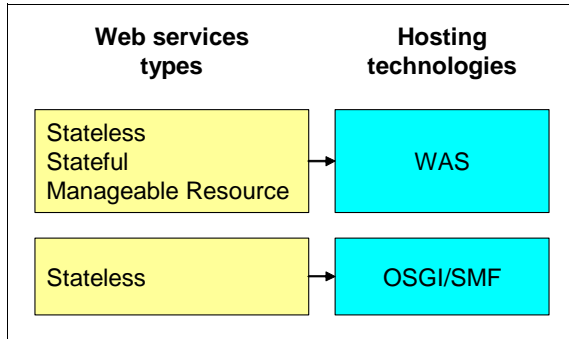 Web services
types
Hosting
technologies
Stateless
Stateful
Manageable Resource
WAS
Stateless
OSGI/SMF